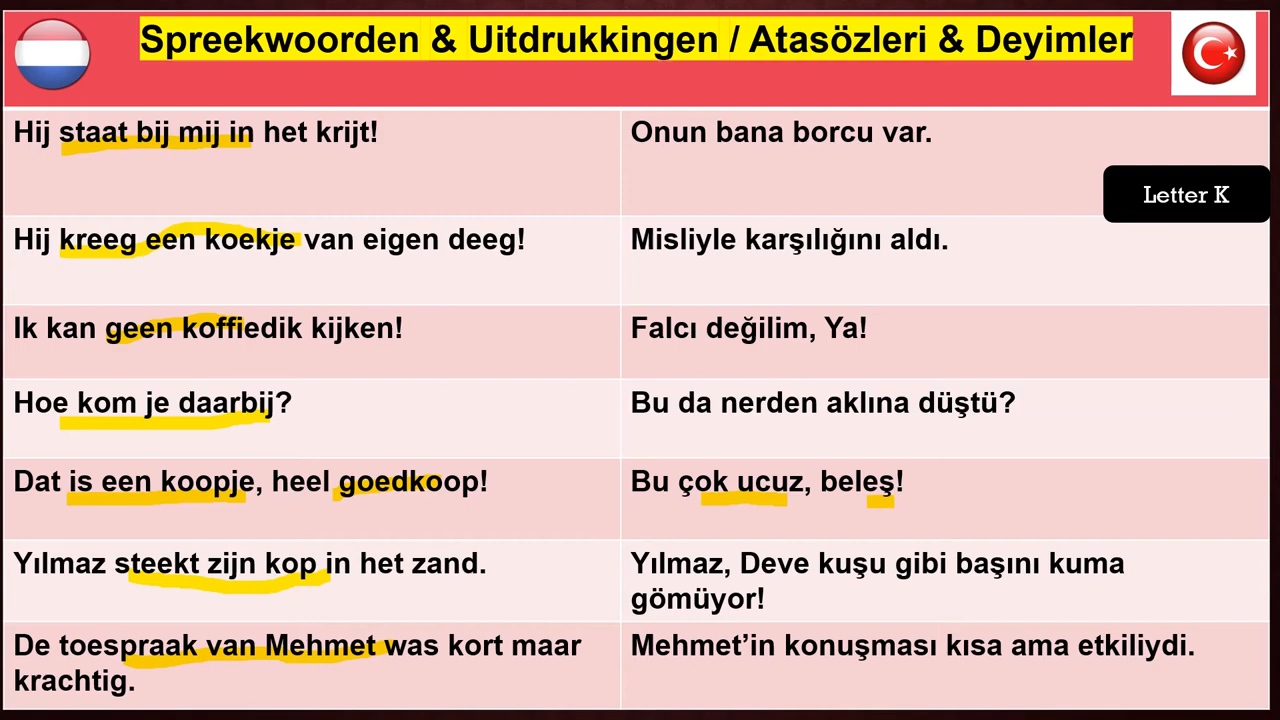 Spreekwoorden & Uitdrukkingen / Atasözleri & Deyimler
Hij staat bij mij in het krijt!
Onun bana borcu var.
Letter K
Hij kreeg een koekje van eigen deeg!
Misliyle karşılığını aldı.
Ik kan geen koffiedik kijken!
Falcı değilim, Ya!
Hoe kom je daarbij?
Bu da nerden aklına düştü?
Dat is een koopje, heel goedkoop!
Bu çok ucuz, beleş!
Yılmaz steekt zijn kop in het zand.
Yılmaz, Deve kuşu gibi başını kuma
gömüyor!
De toespraak van Mehmet was kort maar
krachtig.
Mehmet’in konuşması kısa ama etkiliydi.